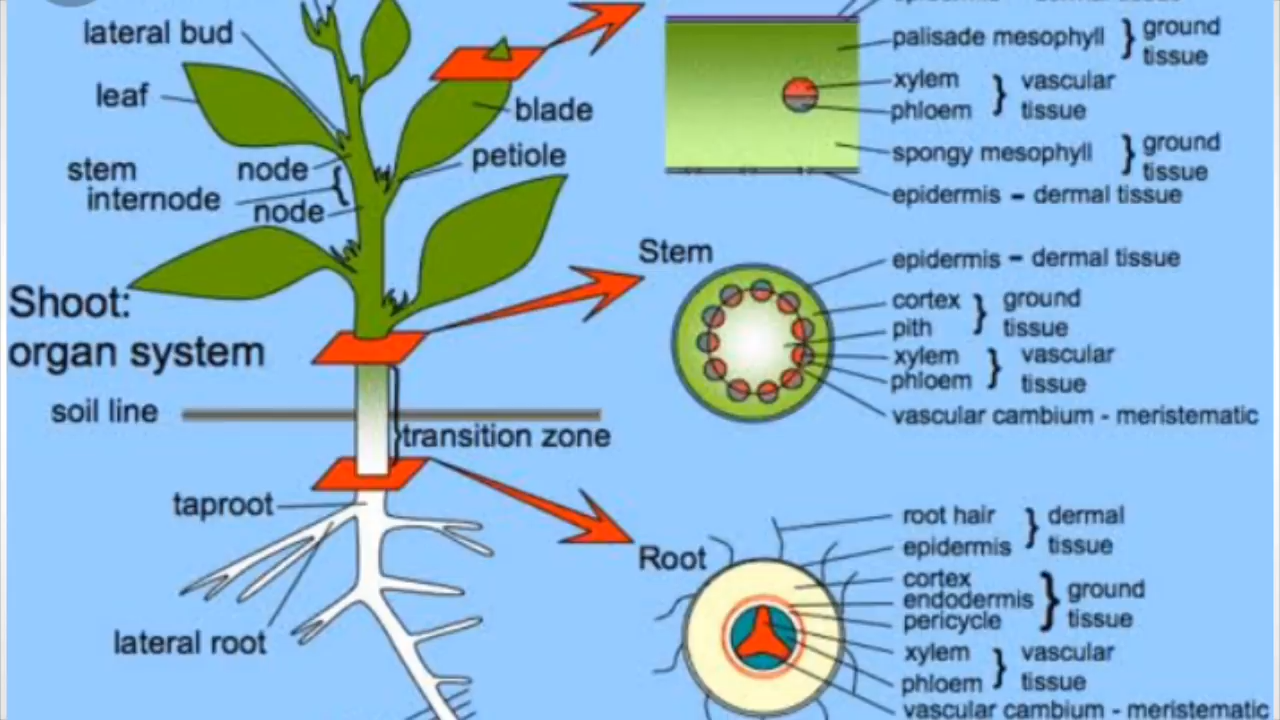 lateral bud
leaf
blade
stem
node
petiole
internode
node
Shoot:
organ system
soil line
transition zone
taproot
lateral root
epidermis – dermal tissue
palisade mesophyll } ground
tissue
xylem } vascular
phloem tissue
spongy mesophyll } ground
tissue
epidermis – dermal tissue
Stem
epidermis – dermal tissue
cortex } ground
pith tissue
xylem } vascular
phloem tissue
vascular cambium - meristematic
Root
root hair } dermal
epidermis tissue
cortex
endodermis } ground
pericycle tissue
xylem } vascular
phloem tissue
vascular cambium - meristematic